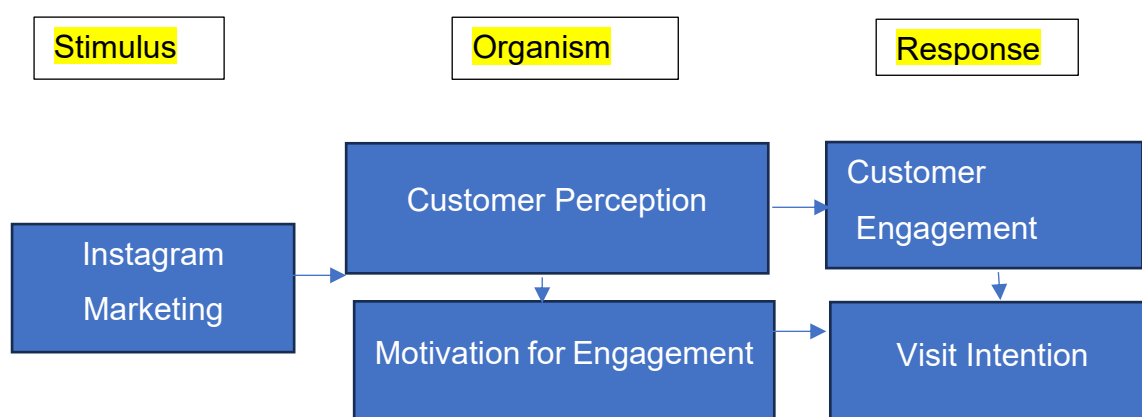 Stimulus
Organism
Response
Customer Perception
Customer
Engagement
Instagram
Marketing
Motivation for Engagement
Visit Intention